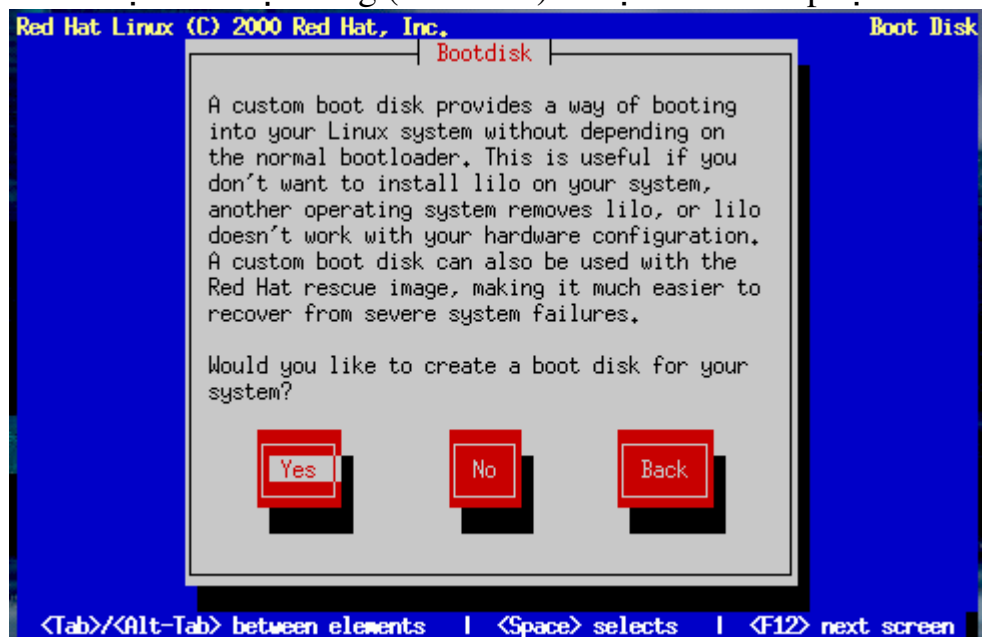 Red Hat Linux (C) 2000 Red Hat, Inc. Boot Disk
Bootdisk
A custom boot disk provides a way of booting
into your Linux system without depending on
the normal bootloader. This is useful if you
don't want to install lilo on your system,
another operating system removes lilo, or lilo
doesn't work with your hardware configuration.
A custom boot disk can also be used with the
Red Hat rescue image, making it much easier to
recover from severe system failures.
Would you like to create a boot disk for your
system?
Yes No Back
<Tab>/<Alt-Tab> between elements | <Space> selects | <F12> next screen